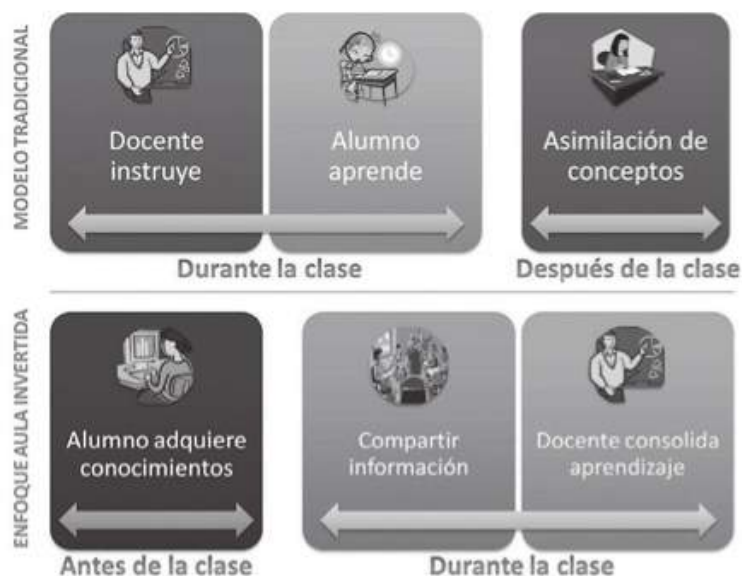 MODELO TRADICIONAL
Docente
instruye
Alumno
aprende
Asimilación de
conceptos
Durante la clase
Después de la clase
ENFOQUE AULA INVERTIDA
Alumno adquiere
conocimientos
Compartir
información
Docente consolida
aprendizaje
Antes de la clase
Durante la clase